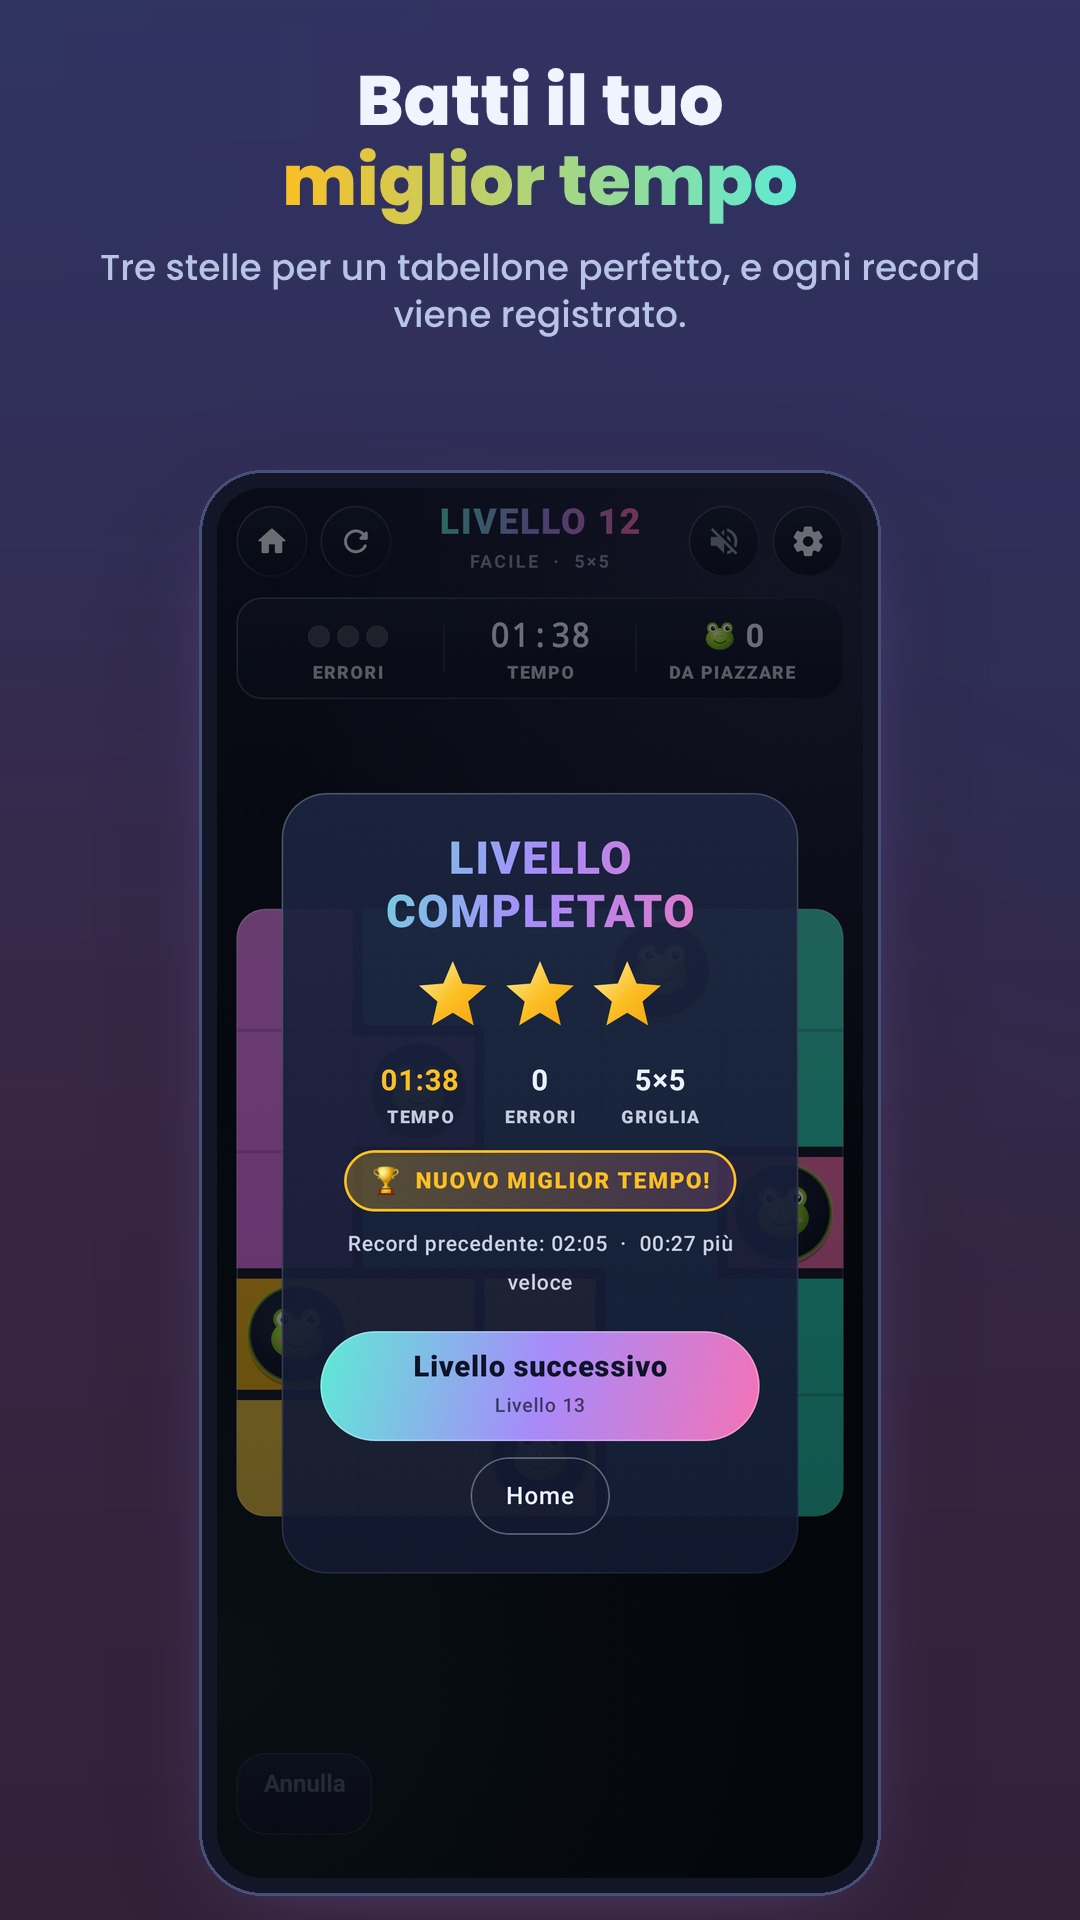 Batti il tuo
miglior tempo
Tre stelle per un tabellone perfetto, e ogni record
viene registrato.
LIVELLO 12
FACILE · 5×5
01:38
0
ERRORI
TEMPO
DA PIAZZARE
LIVELLO
COMPLETATO
01:38
0
5×5
TEMPO
ERRORI
GRIGLIA
NUOVO MIGLIOR TEMPO!
Record precedente: 02:05 · 00:27 più
veloce
Livello successivo
Livello 13
Home
Annulla